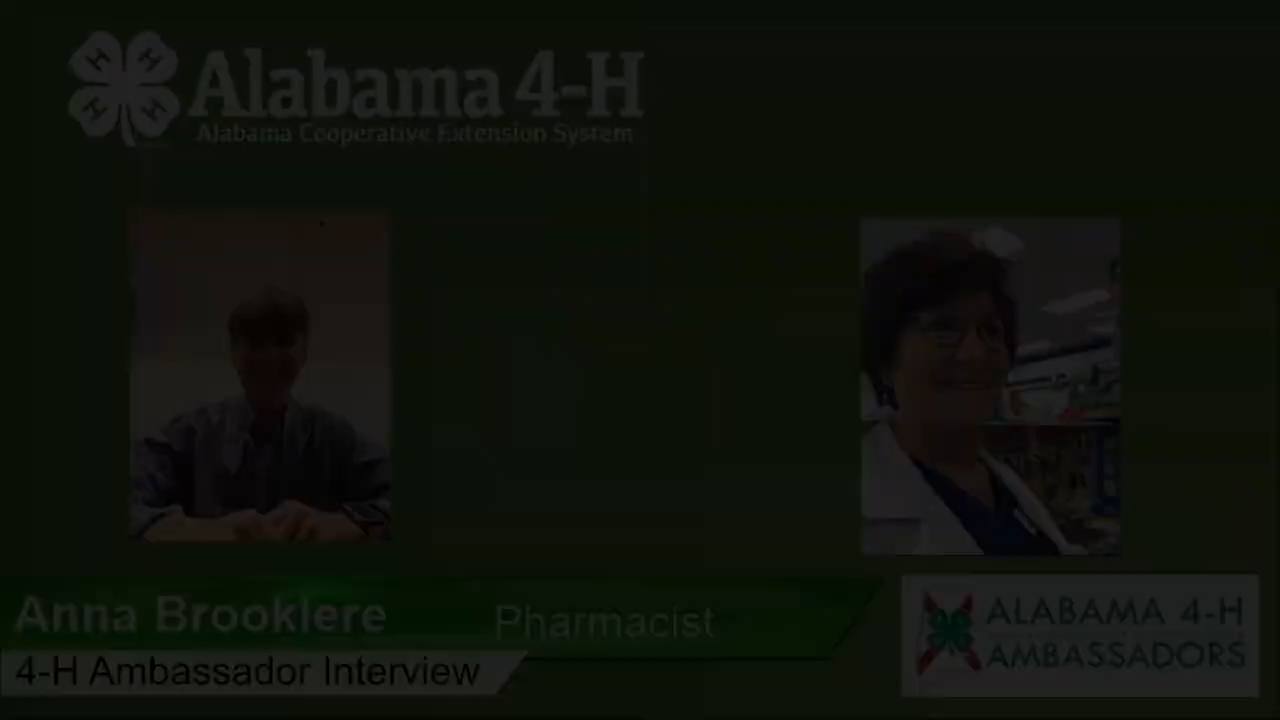 H H H H
Alabama 4-H
Alabama Cooperative Extension System
Anna Brooklere
Pharmacist
4-H Ambassador Interview
ALABAMA 4-H
AMBASSADORS